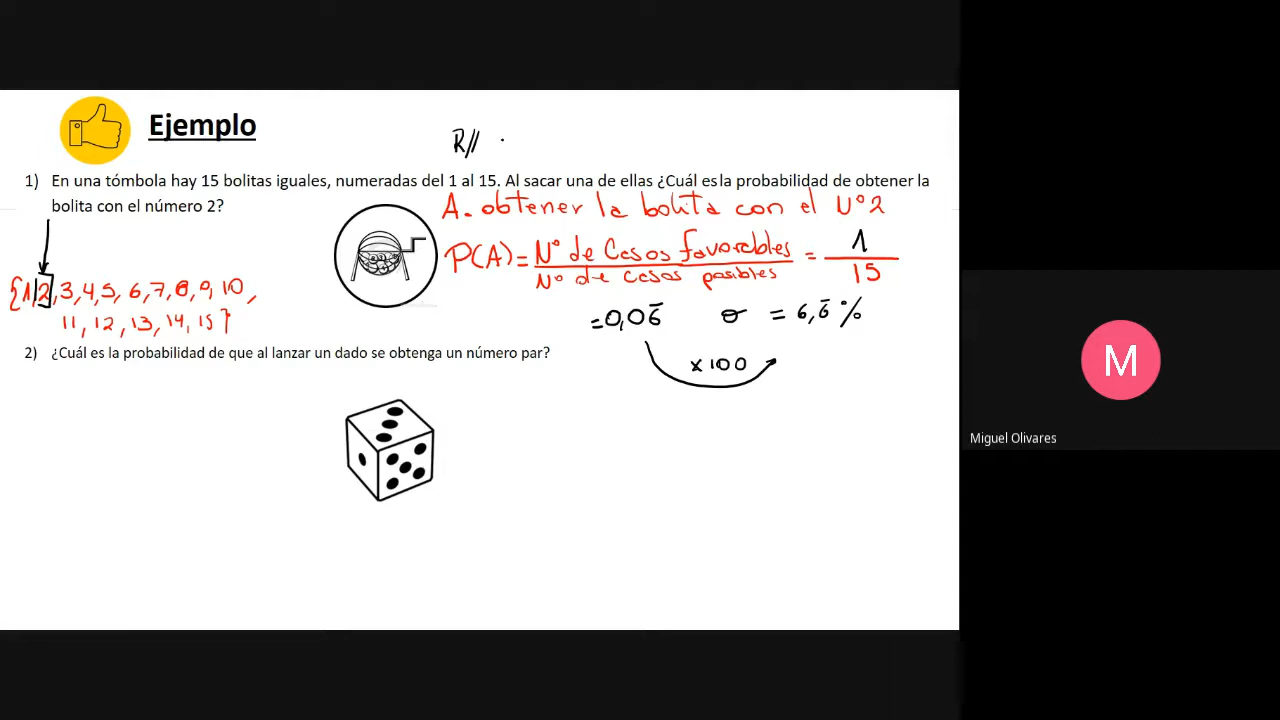 Ejemplo
R//
1) En una tómbola hay 15 bolitas iguales, numeradas del 1 al 15. Al sacar una de ellas ¿Cuál es la probabilidad de obtener la
bolita con el número 2?
A. obtener la bolita con el N°2
P(A) = N° de casos favorables / N° de casos posibles = 1 / 15
{1, 2, 3, 4, 5, 6, 7, 8, 9, 10,
11, 12, 13, 14, 15}
= 0,06̅ o = 6,6̅ %
x100
2) ¿Cuál es la probabilidad de que al lanzar un dado se obtenga un número par?
M
Miguel Olivares